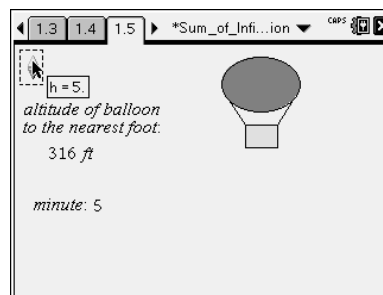 1.3 1.4 1.5 *Sum_of_Infi...ion CAPS
h = 5.
altitude of balloon
to the nearest foot:
316 ft
minute: 5